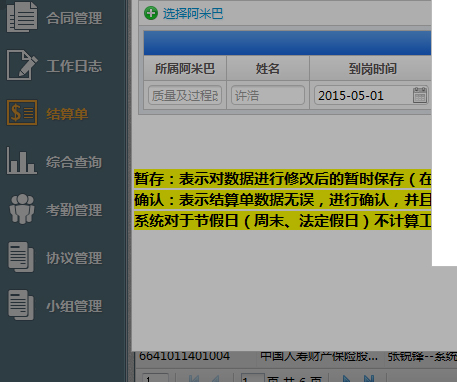 合同管理
工作日志
结算单
综合查询
考勤管理
协议管理
小组管理
选择阿米巴
所属阿米巴 姓名 到岗时间
质量及过程 许浩 2015-05-01
暂存：表示对数据进行修改后的暂时保存（在
确认：表示结算单数据无误，进行确认，并且
系统对于节假日（周末、法定假日）不计算工
6641011401004 中国人寿财产保险股... 张锐锋--系统
1 1 页 共 6 页